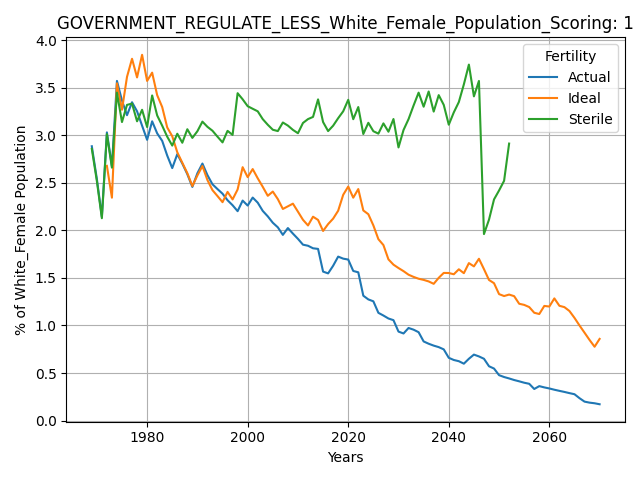 GOVERNMENT_REGULATE_LESS_White_Female_Population_Scoring: 1
% of White_Female Population
4.0
3.5
3.0
2.5
2.0
1.5
1.0
0.5
0.0
Fertility
Actual
Ideal
Sterile
1980
2000
2020
2040
2060
Years